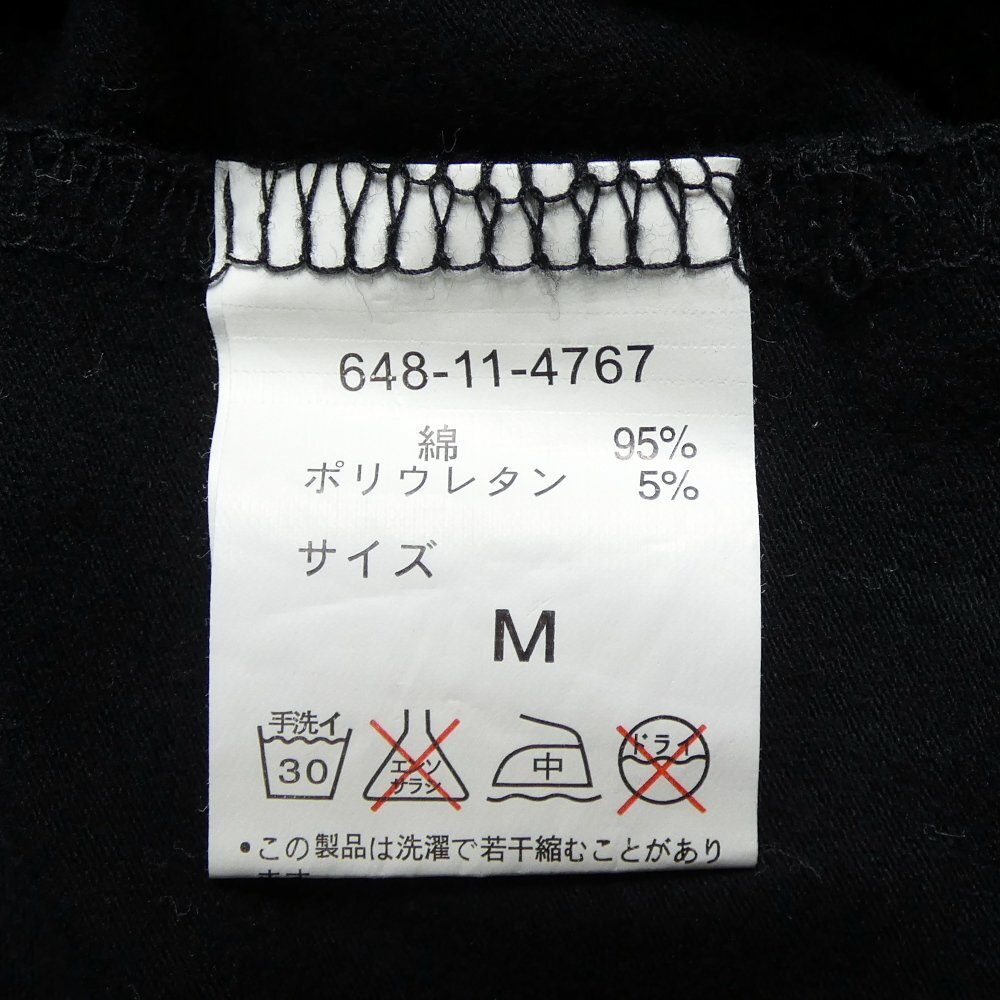 648-11-4767
綿 95%
ポリウレタン 5%
サイズ
M
手洗イ
30
エンソ
サラシ
中
ドライ
•この製品は洗濯で若干縮むことがあり
ます